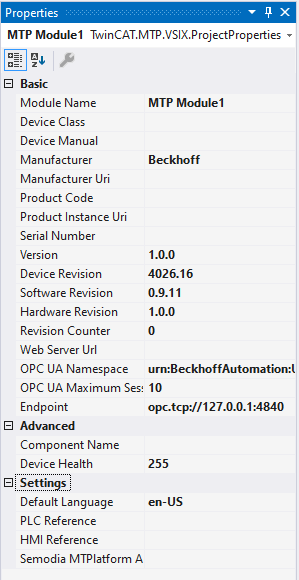 Properties
MTP Module1 TwinCAT.MTP.VSIX.ProjectProperties
Basic
Module Name MTP Module1
Device Class
Device Manual
Manufacturer Beckhoff
Manufacturer Uri
Product Code
Product Instance Uri
Serial Number
Version 1.0.0
Device Revision 4026.16
Software Revision 0.9.11
Hardware Revision 1.0.0
Revision Counter 0
Web Server Url
OPC UA Namespace urn:BeckhoffAutomation:U
OPC UA Maximum Sess 10
Endpoint opc.tcp://127.0.0.1:4840
Advanced
Component Name
Device Health 255
Settings
Default Language en-US
PLC Reference
HMI Reference
Semodia MTPlatform A